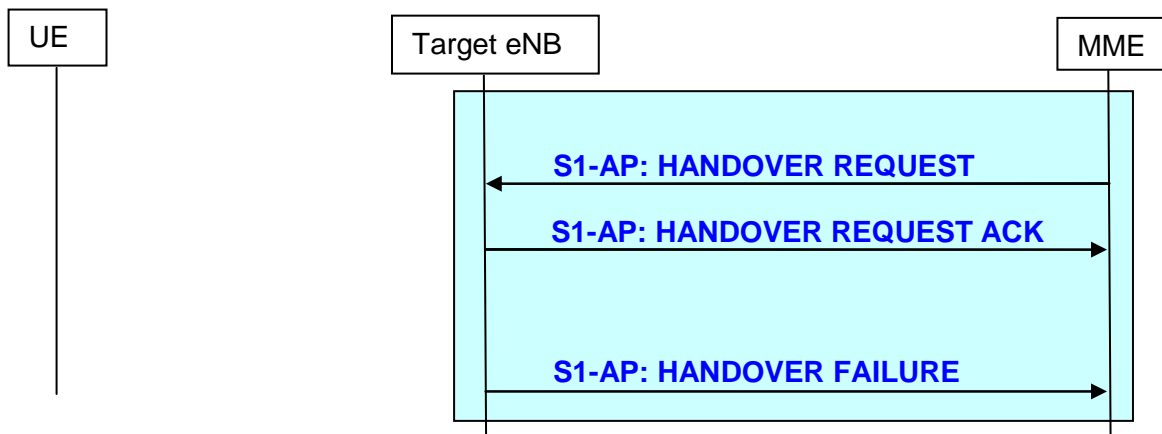 UE
Target eNB
MME
S1-AP: HANDOVER REQUEST
S1-AP: HANDOVER REQUEST ACK
S1-AP: HANDOVER FAILURE